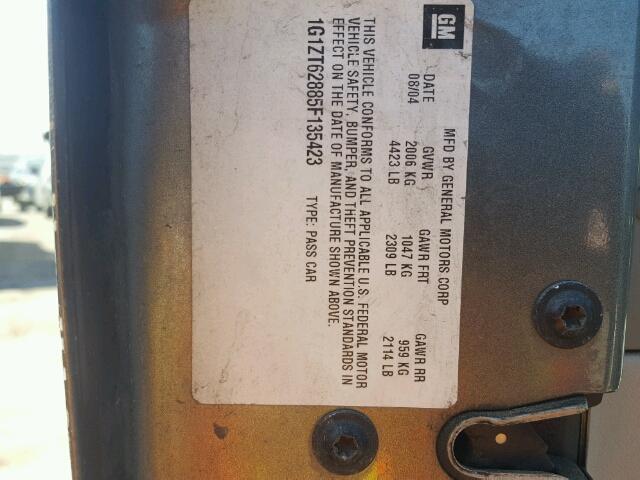 GM
MFD BY GENERAL MOTORS CORP
DATE GVWR GAWR FRT GAWR RR
08/04 2006 KG 1047 KG 959 KG
4423 LB 2309 LB 2114 LB
THIS VEHICLE CONFORMS TO ALL APPLICABLE U.S. FEDERAL MOTOR
VEHICLE SAFETY, BUMPER, AND THEFT PREVENTION STANDARDS IN
EFFECT ON THE DATE OF MANUFACTURE SHOWN ABOVE.
1G1ZT62885F135423 TYPE: PASS CAR